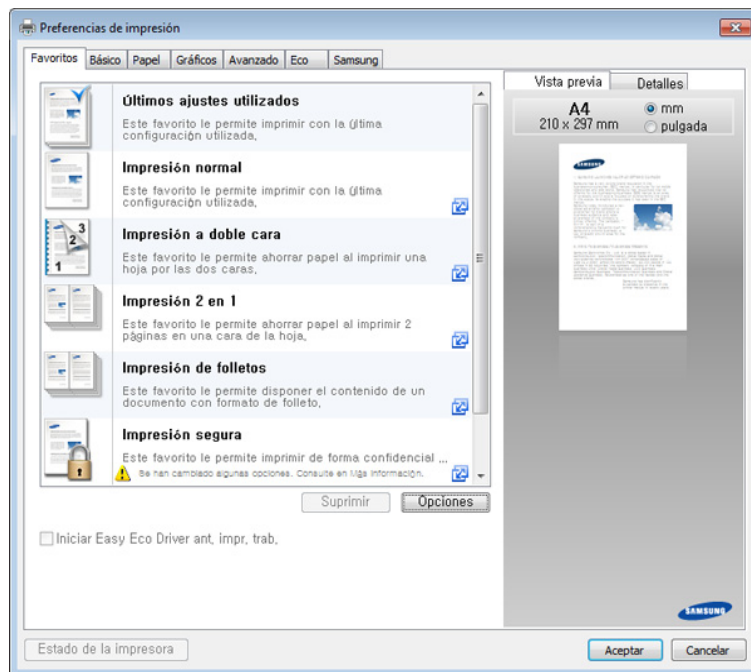 Preferencias de impresión
Favoritos Básico Papel Gráficos Avanzado Eco Samsung
Últimos ajustes utilizados
Este favorito le permite imprimir con la última
configuración utilizada,
Impresión normal
Este favorito le permite imprimir con la última
configuración utilizada,
Impresión a doble cara
Este favorito le permite ahorrar papel al imprimir una
hoja por las dos caras,
1 2 3
Impresión 2 en 1
Este favorito le permite ahorrar papel al imprimir 2
páginas en una cara de la hoja,
Impresión de folletos
Este favorito le permite disponer el contenido de un
documento con formato de folleto,
Impresión segura
Este favorito le permite imprimir de forma confidencial ...
Se han cambiado algunas opciones. Consulte en Más Información.
Suprimir Opciones
Iniciar Easy Eco Driver ant, impr, trab,
Vista previa Detalles
A4
210 x 297 mm
mm
pulgada
SAMSUNG
Estado de la impresora
Aceptar Cancelar